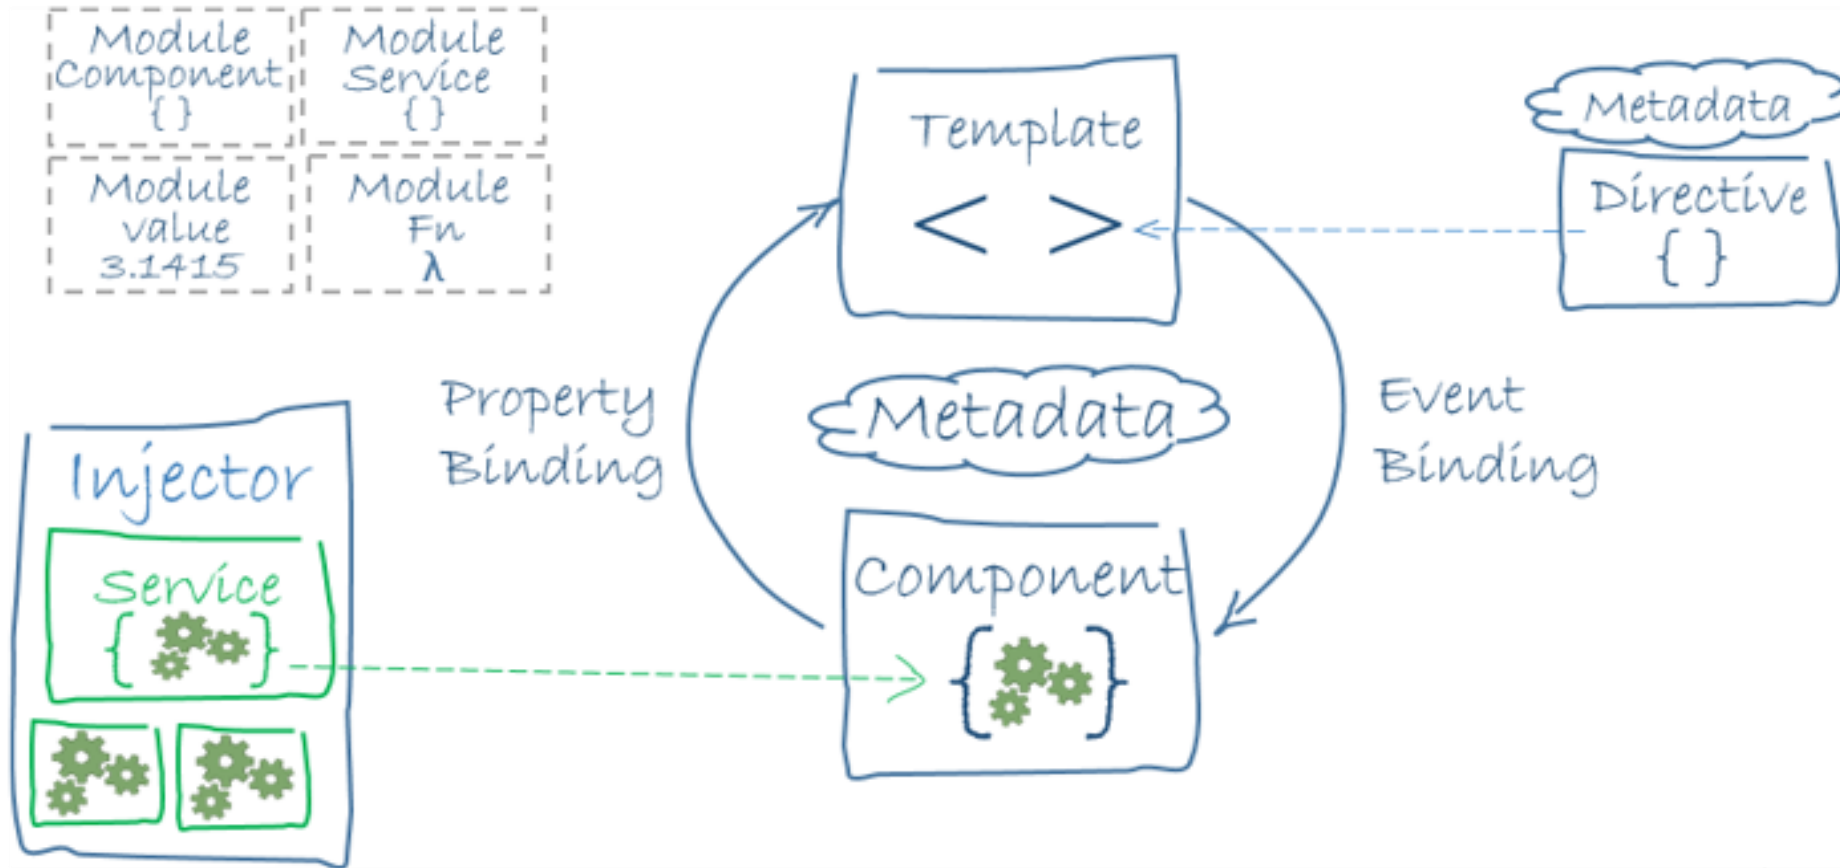 Module
Component
{ }
Module
Service
{ }
Module
value
3.1415
Module
Fn
λ
Template
< >
Metadata
Directive
{ }
Property
Binding
Metadata
Event
Binding
Injector
Service
{ }
Component
{ }